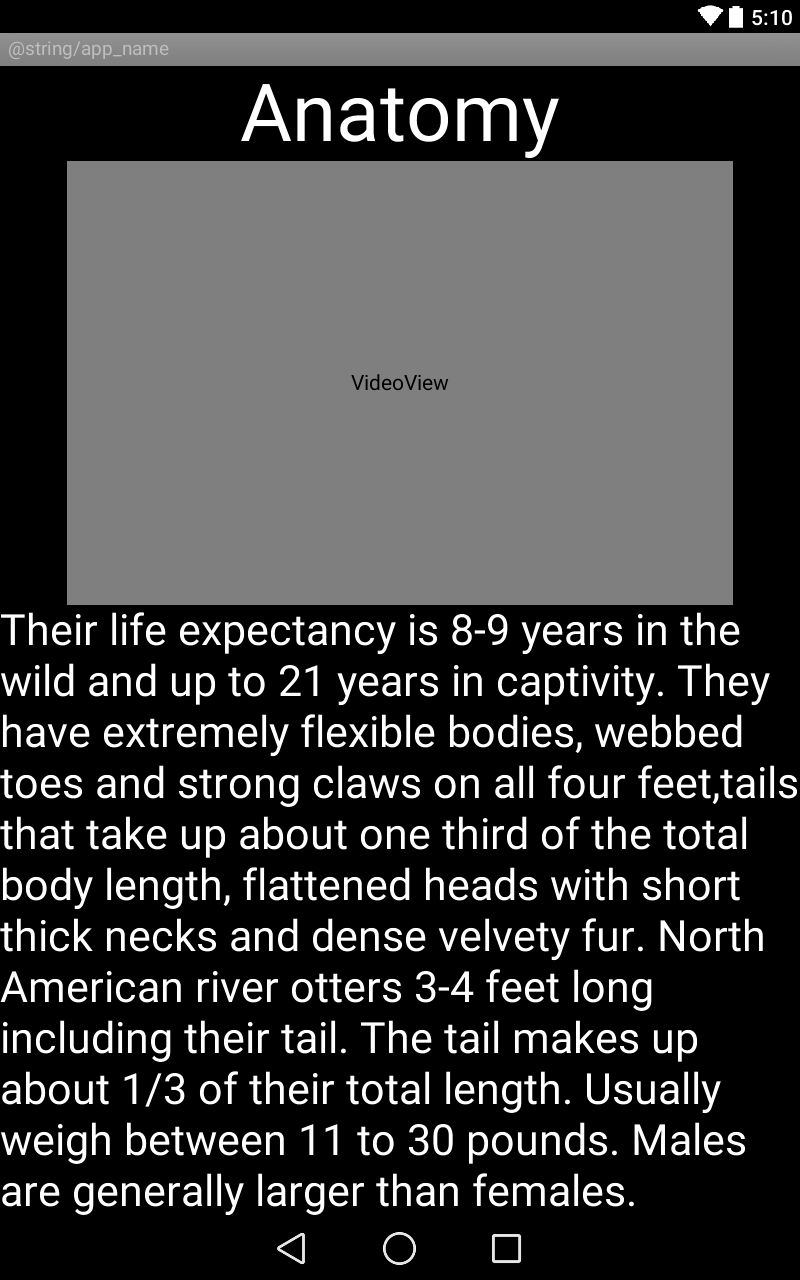 5:10
@string/app_name
Anatomy
VideoView
Their life expectancy is 8-9 years in the
wild and up to 21 years in captivity. They
have extremely flexible bodies, webbed
toes and strong claws on all four feet,tails
that take up about one third of the total
body length, flattened heads with short
thick necks and dense velvety fur. North
American river otters 3-4 feet long
including their tail. The tail makes up
about 1/3 of their total length. Usually
weigh between 11 to 30 pounds. Males
are generally larger than females.